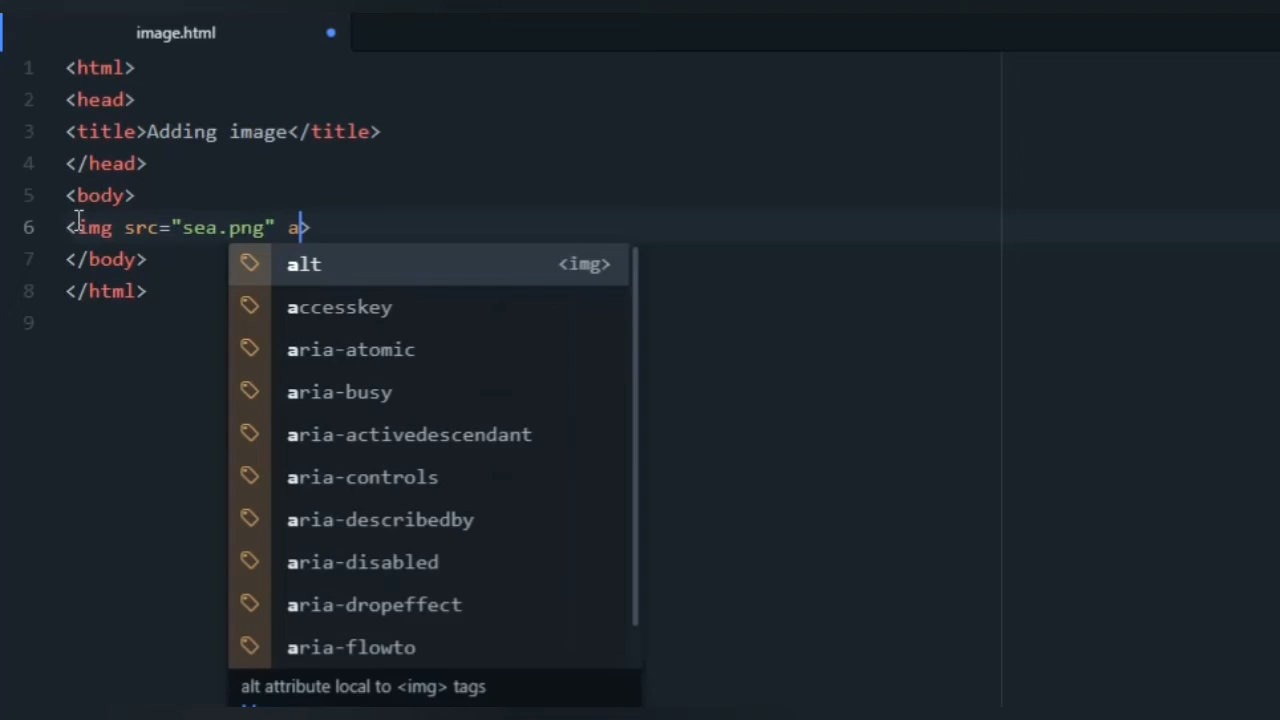 image.html
1 <html>
2 <head>
3 <title>Adding image</title>
4 </head>
5 <body>
6 <img src="sea.png" a>
7 </body>
8 </html>
9
alt <img>
accesskey
aria-atomic
aria-busy
aria-activedescendant
aria-controls
aria-describedby
aria-disabled
aria-dropeffect
aria-flowto
alt attribute local to <img> tags